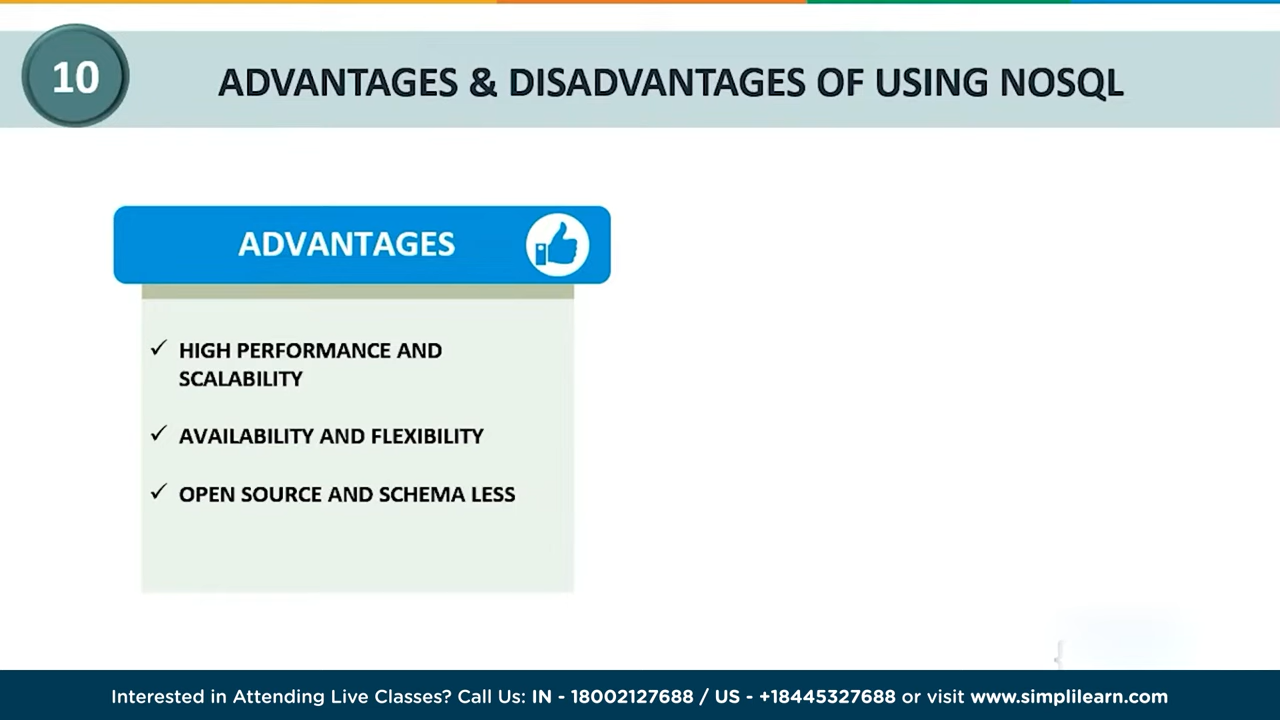 10
ADVANTAGES & DISADVANTAGES OF USING NOSQL
ADVANTAGES
✓ HIGH PERFORMANCE AND
SCALABILITY
✓ AVAILABILITY AND FLEXIBILITY
✓ OPEN SOURCE AND SCHEMA LESS
Interested in Attending Live Classes? Call Us: IN - 18002127688 / US - +18445327688 or visit www.simplilearn.com